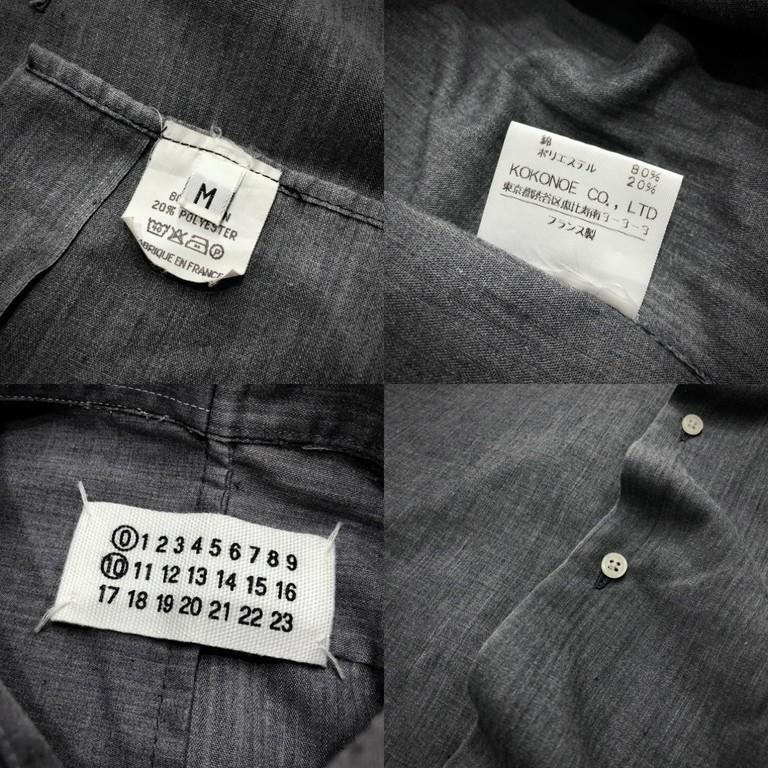 M
80
N
20% POLYESTER
40
P
FABRIQUE EN FRANCE
綿 80%
ポリエステル 20%
KOKONOE CO., LTD
東京都渋谷区恵比寿南3-3-3
フランス製
0 1 2 3 4 5 6 7 8 9
10 11 12 13 14 15 16
17 18 19 20 21 22 23